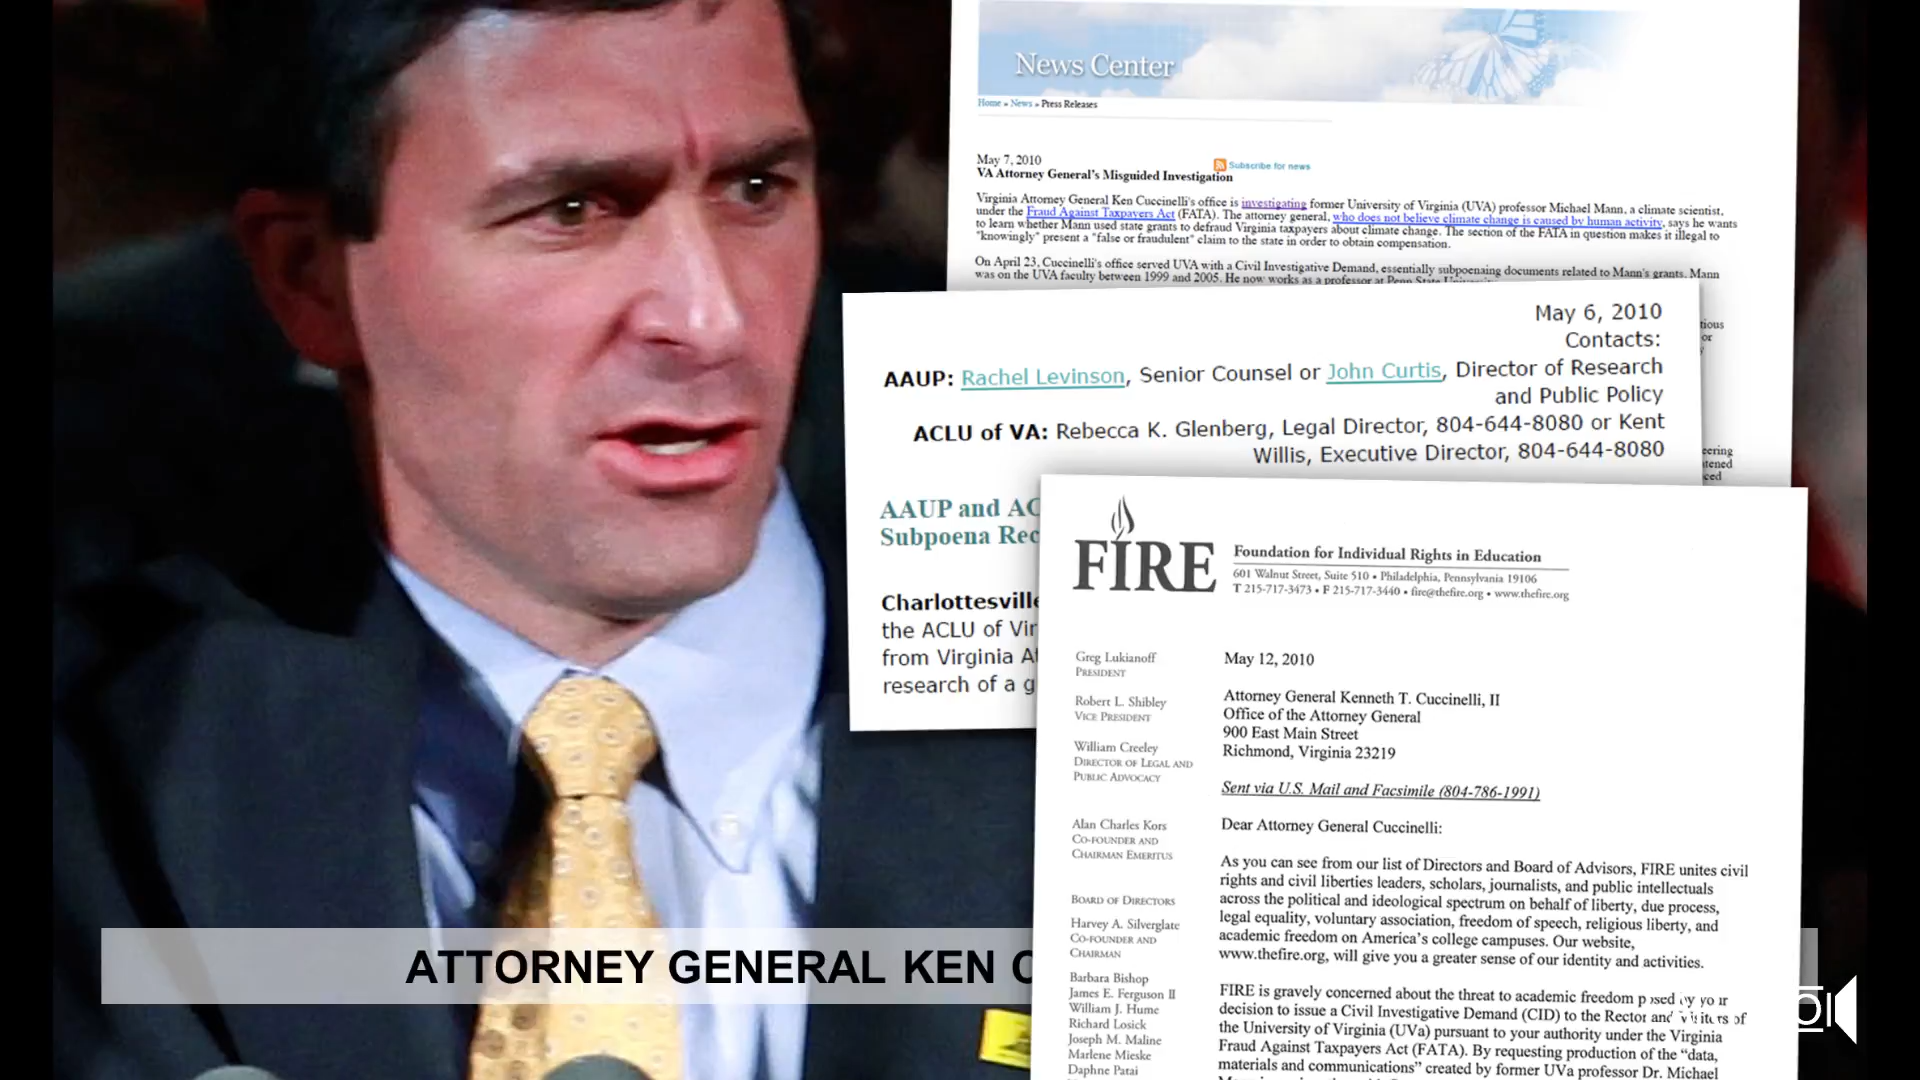 News Center
Home » News » Press Releases
May 7, 2010
Subscribe for news
VA Attorney General's Misguided Investigation
Virginia Attorney General Ken Cuccinelli's office is investigating former University of Virginia (UVA) professor Michael Mann, a climate scientist,
under the Fraud Against Taxpayers Act (FATA). The attorney general, who does not believe climate change is caused by human activity, says he wants
to learn whether Mann used state grants to defraud Virginia taxpayers about climate change. The section of the FATA in question makes it illegal to
"knowingly" present a "false or fraudulent" claim to the state in order to obtain compensation.
On April 23, Cuccinelli's office served UVA with a Civil Investigative Demand, essentially subpoenaing documents related to Mann's grants. Mann
was on the UVA faculty between 1999 and 2005. He now works as a professor at Penn State
May 6, 2010
Contacts:
AAUP: Rachel Levinson, Senior Counsel or John Curtis, Director of Research
and Public Policy
ACLU of VA: Rebecca K. Glenberg, Legal Director, 804-644-8080 or Kent
Willis, Executive Director, 804-644-8080
AAUP and AC
Subpoena Rec
Charlottesville
the ACLU of Vir
from Virginia At
research of a g
FIRE
Foundation for Individual Rights in Education
601 Walnut Street, Suite 510 • Philadelphia, Pennsylvania 19106
T 215-717-3473 • F 215-717-3440 • fire@thefire.org • www.thefire.org
Greg Lukianoff
PRESIDENT
Robert L. Shibley
VICE PRESIDENT
William Creeley
DIRECTOR OF LEGAL AND
PUBLIC ADVOCACY
Alan Charles Kors
CO-FOUNDER AND
CHAIRMAN EMERITUS
BOARD OF DIRECTORS
Harvey A. Silverglate
CO-FOUNDER AND
CHAIRMAN
Barbara Bishop
James E. Ferguson II
William J. Hume
Richard Losick
Joseph M. Maline
Marlene Mieske
Daphne Patai
May 12, 2010
Attorney General Kenneth T. Cuccinelli, II
Office of the Attorney General
900 East Main Street
Richmond, Virginia 23219
Sent via U.S. Mail and Facsimile (804-786-1991)
Dear Attorney General Cuccinelli:
As you can see from our list of Directors and Board of Advisors, FIRE unites civil
rights and civil liberties leaders, scholars, journalists, and public intellectuals
across the political and ideological spectrum on behalf of liberty, due process,
legal equality, voluntary association, freedom of speech, religious liberty, and
academic freedom on America's college campuses. Our website,
www.thefire.org, will give you a greater sense of our identity and activities.
FIRE is gravely concerned about the threat to academic freedom posed by your
decision to issue a Civil Investigative Demand (CID) to the Rector and Visitors of
the University of Virginia (UVa) pursuant to your authority under the Virginia
Fraud Against Taxpayers Act (FATA). By requesting production of the "data,
materials and communications" created by former UVa professor Dr. Michael
ATTORNEY GENERAL KEN C